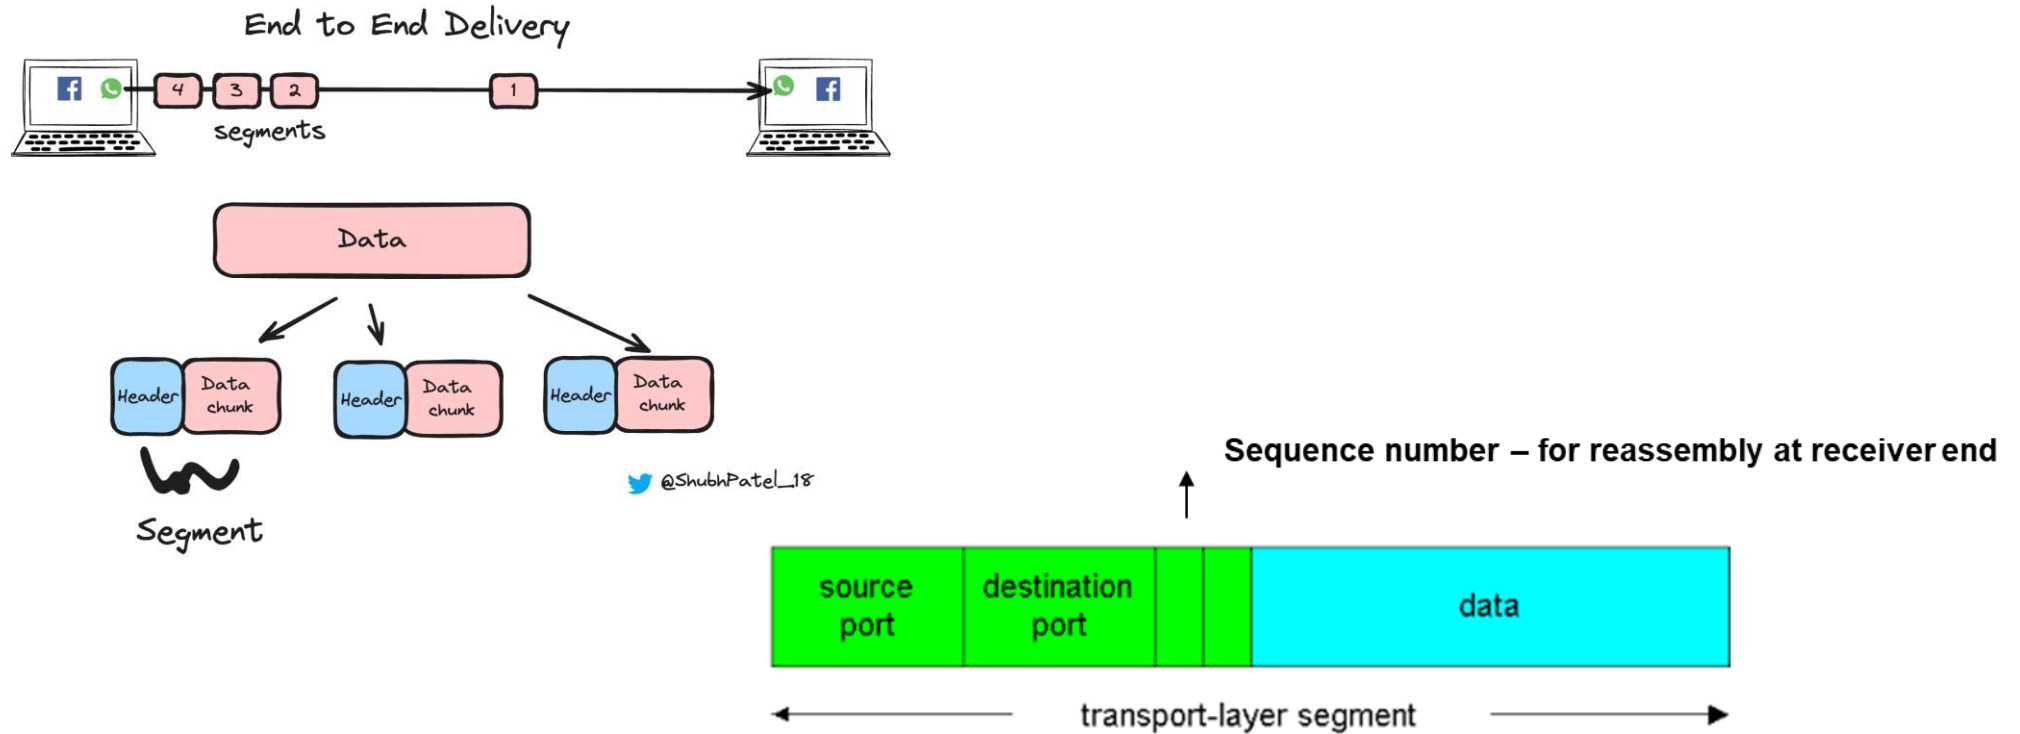 End to End Delivery
4 3 2 1
segments
Data
Header Data chunk
Header Data chunk
Header Data chunk
@ShubhPatel_18
Segment
Sequence number – for reassembly at receiver end
source port
destination port
data
transport-layer segment